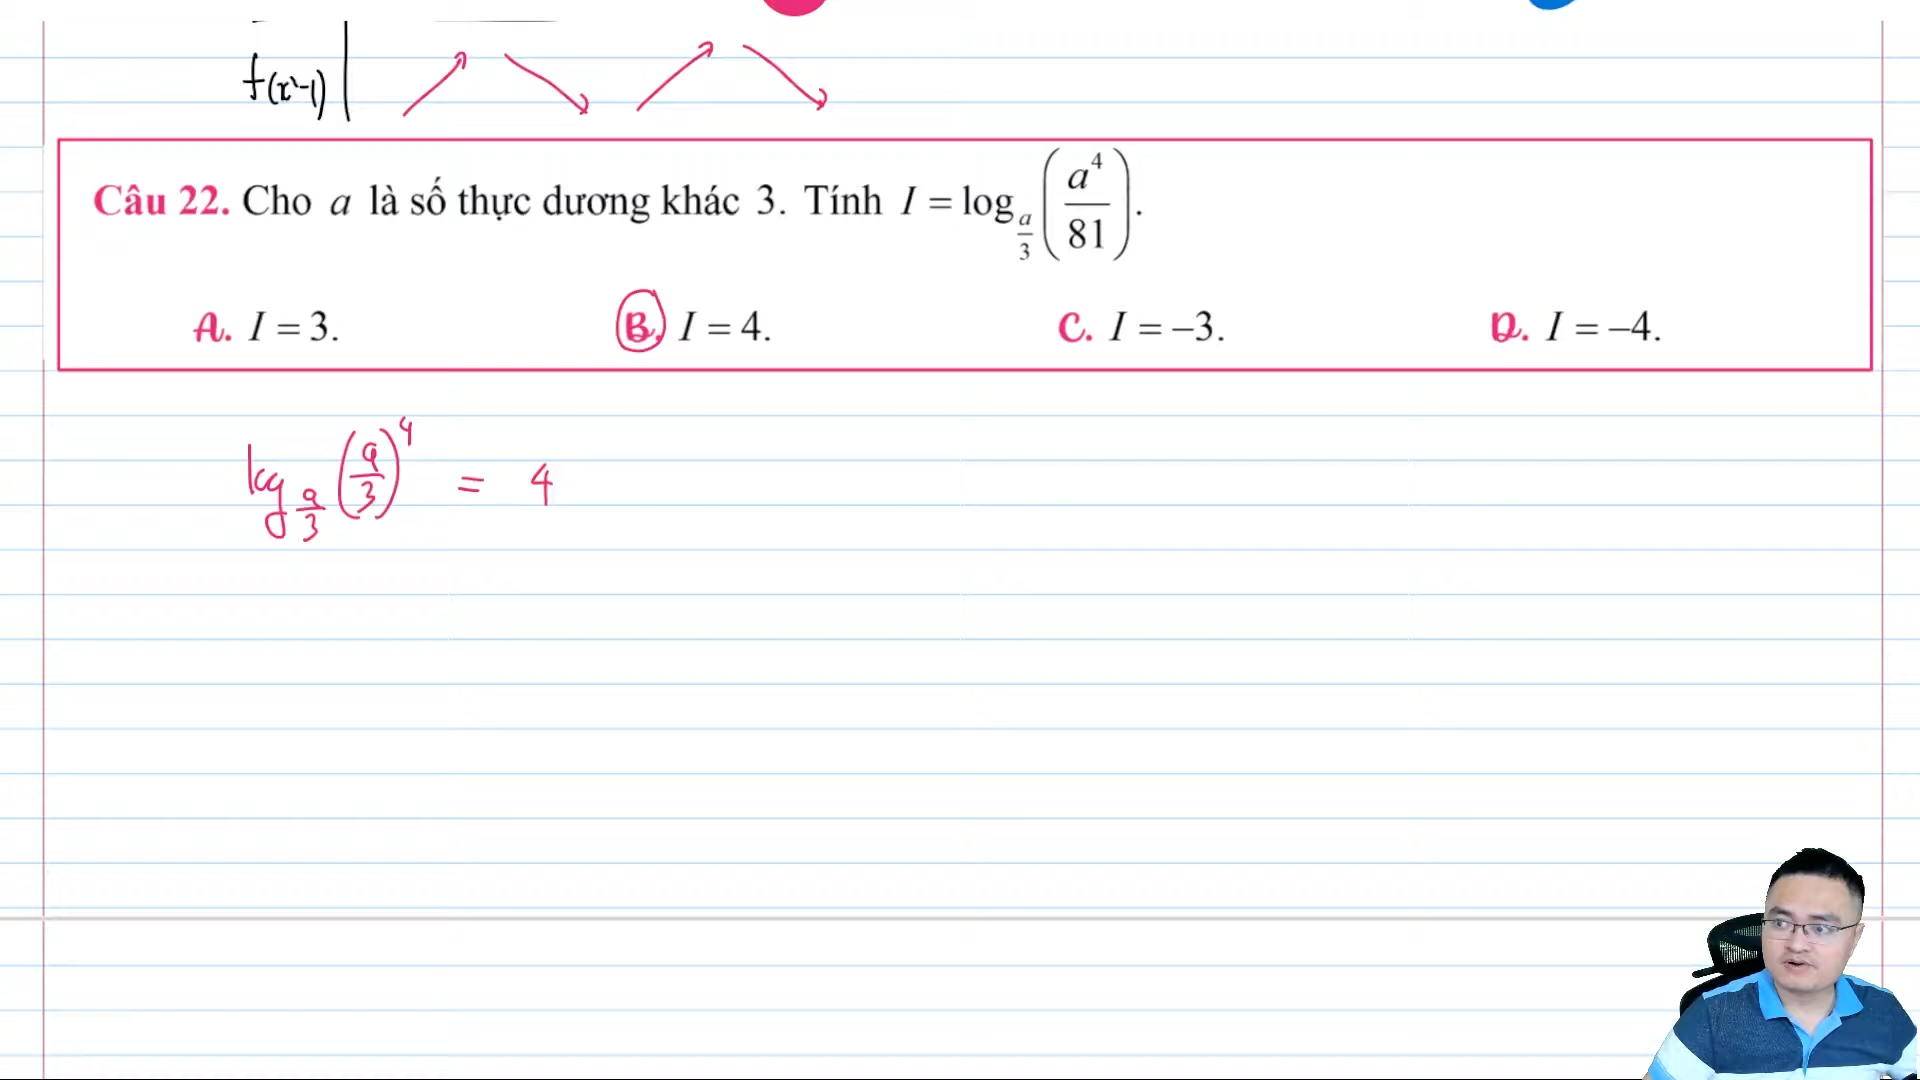 f(x²-1)
Câu 22. Cho a là số thực dương khác 3. Tính I = log_{a/3} (a⁴/81).
A. I = 3. B. I = 4. C. I = –3. D. I = –4.
log_{a/3} (a/3)⁴ = 4